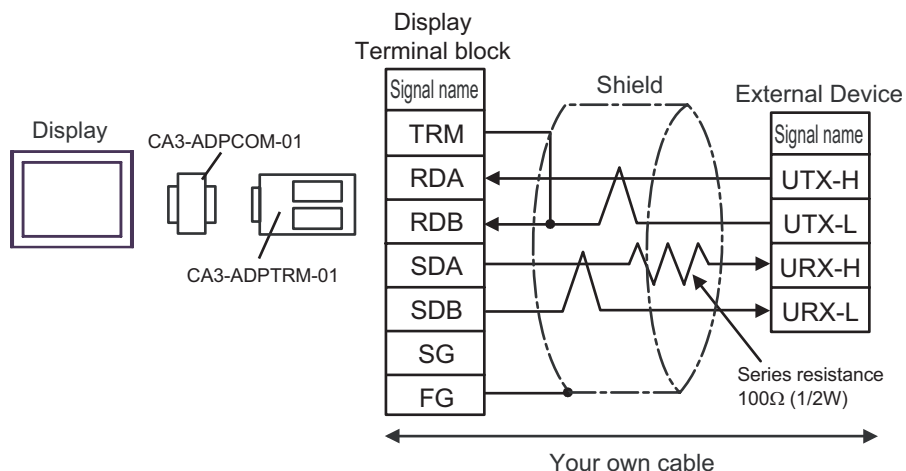 Display
Terminal block
Signal name
TRM
RDA
RDB
SDA
SDB
SG
FG
Display
CA3-ADPCOM-01
CA3-ADPTRM-01
Shield
External Device
Signal name
UTX-H
UTX-L
URX-H
URX-L
Series resistance
100Ω (1/2W)
Your own cable